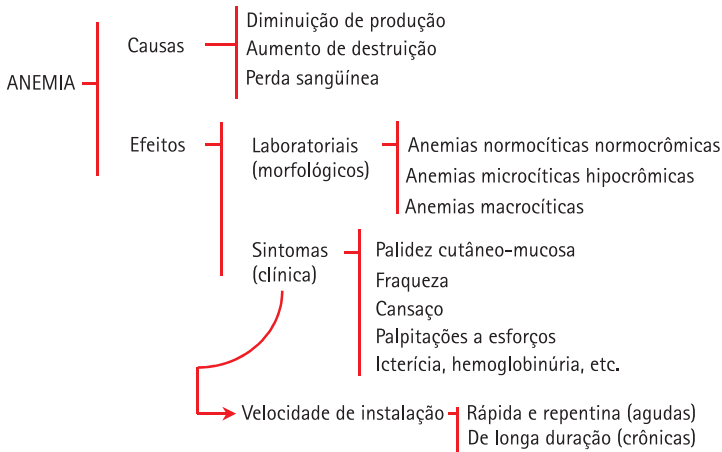 ANEMIA
Causas
Diminuição de produção
Aumento de destruição
Perda sangüínea
Efeitos
Laboratoriais
(morfológicos)
Anemias normocíticas normocrômicas
Anemias microcíticas hipocrômicas
Anemias macrocíticas
Sintomas
(clínica)
Palidez cutâneo-mucosa
Fraqueza
Cansaço
Palpitações a esforços
Icterícia, hemoglobinúria, etc.
Velocidade de instalação
Rápida e repentina (agudas)
De longa duração (crônicas)